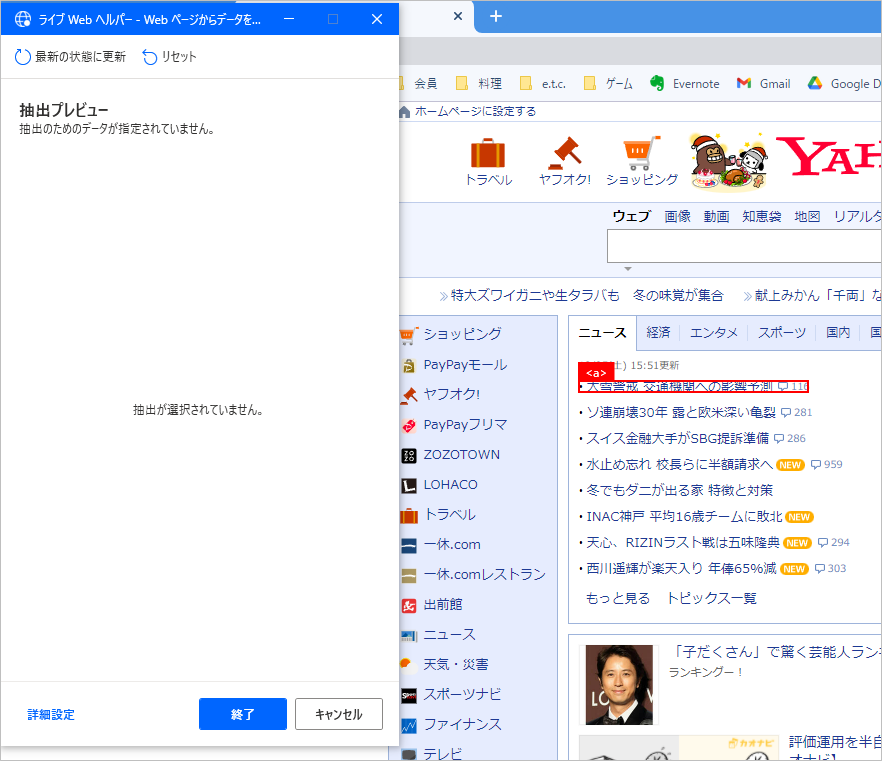 ライブ Web ヘルパー - Web ページからデータを...
最新の状態に更新 リセット
抽出プレビュー
抽出のためのデータが指定されていません。
抽出が選択されていません。
詳細設定 終了 キャンセル
会員 料理 e.t.c. ゲーム Evernote Gmail Google D
ホームページに設定する
トラベル ヤフオク! ショッピング YAH
ウェブ 画像 動画 知恵袋 地図 リアルタ
特大ズワイガニや生タラバも 冬の味覚が集合 献上みかん「千両」な
ショッピング
PayPayモール
ヤフオク!
PayPayフリマ
ZOZOTOWN
LOHACO
トラベル
一休.com
一休.comレストラン
出前館
ニュース
天気・災害
スポーツナビ
ファイナンス
テレビ
ニュース 経済 エンタメ スポーツ 国内 国
土) 15:51更新
<a>
・大雪警戒 交通機関への影響予測 116
・ソ連崩壊30年 露と欧米深い亀裂 281
・スイス金融大手がSBG提訴準備 286
・水止め忘れ 校長らに半額請求へ NEW 959
・冬でもダニが出る家 特徴と対策
・INAC神戸 平均16歳チームに敗北 NEW
・天心、RIZINラスト戦は五味隆典 NEW 294
・西川遥輝が楽天入り 年俸65%減 NEW 303
もっと見る トピックス一覧
「子だくさん」で驚く芸能人ランキ
ランキングー！
カオナビ
評価運用を半自
オナビ】